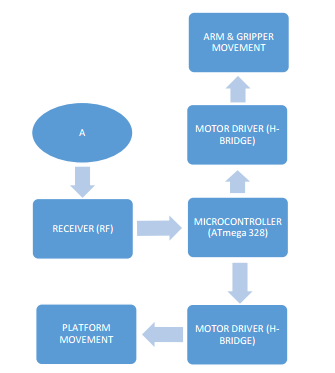 ARM & GRIPPER
MOVEMENT
A
MOTOR DRIVER (H-
BRIDGE)
RECEIVER (RF)
MICROCONTROLLER
(ATmega 328)
PLATFORM
MOVEMENT
MOTOR DRIVER (H-
BRIDGE)